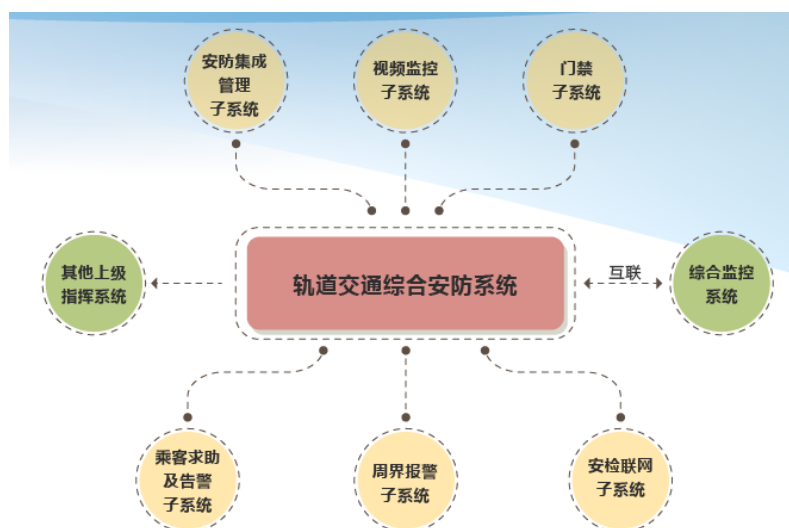 安防集成
管理
子系统
视频监控
子系统
门禁
子系统
其他上级
指挥系统
轨道交通综合安防系统
互联
综合监控
系统
乘客求助
及告警
子系统
周界报警
子系统
安检联网
子系统